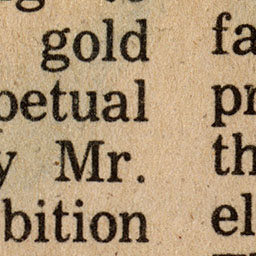 gold
petual
y Mr.
bition
fa
pr
th
el